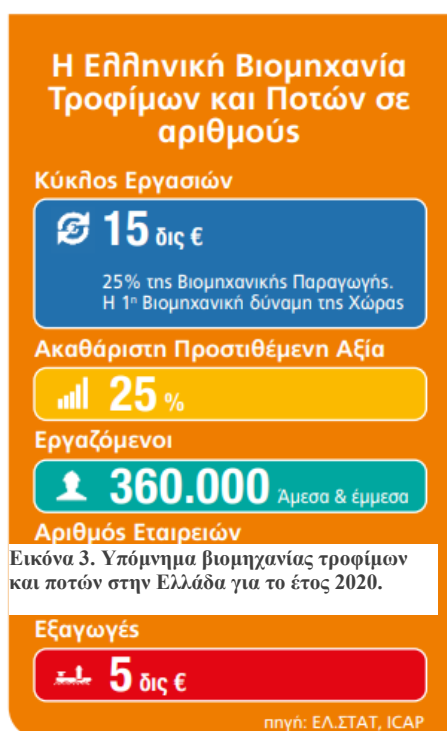 Η Ελληνική Βιομηχανία
Τροφίμων και Ποτών σε
αριθμούς
Κύκλος Εργασιών
15 δις €
25% της Βιομηχανικής Παραγωγής.
Η 1η Βιομηχανική δύναμη της Χώρας
Ακαθάριστη Προστιθέμενη Αξία
25 %
Εργαζόμενοι
360.000 Άμεσα & έμμεσα
Αριθμός Εταιρειών
Εικόνα 3. Υπόμνημα βιομηχανίας τροφίμων
και ποτών στην Ελλάδα για το έτος 2020.
Εξαγωγές
5 δις €
πηγή: ΕΛ.ΣΤΑΤ, ICAP